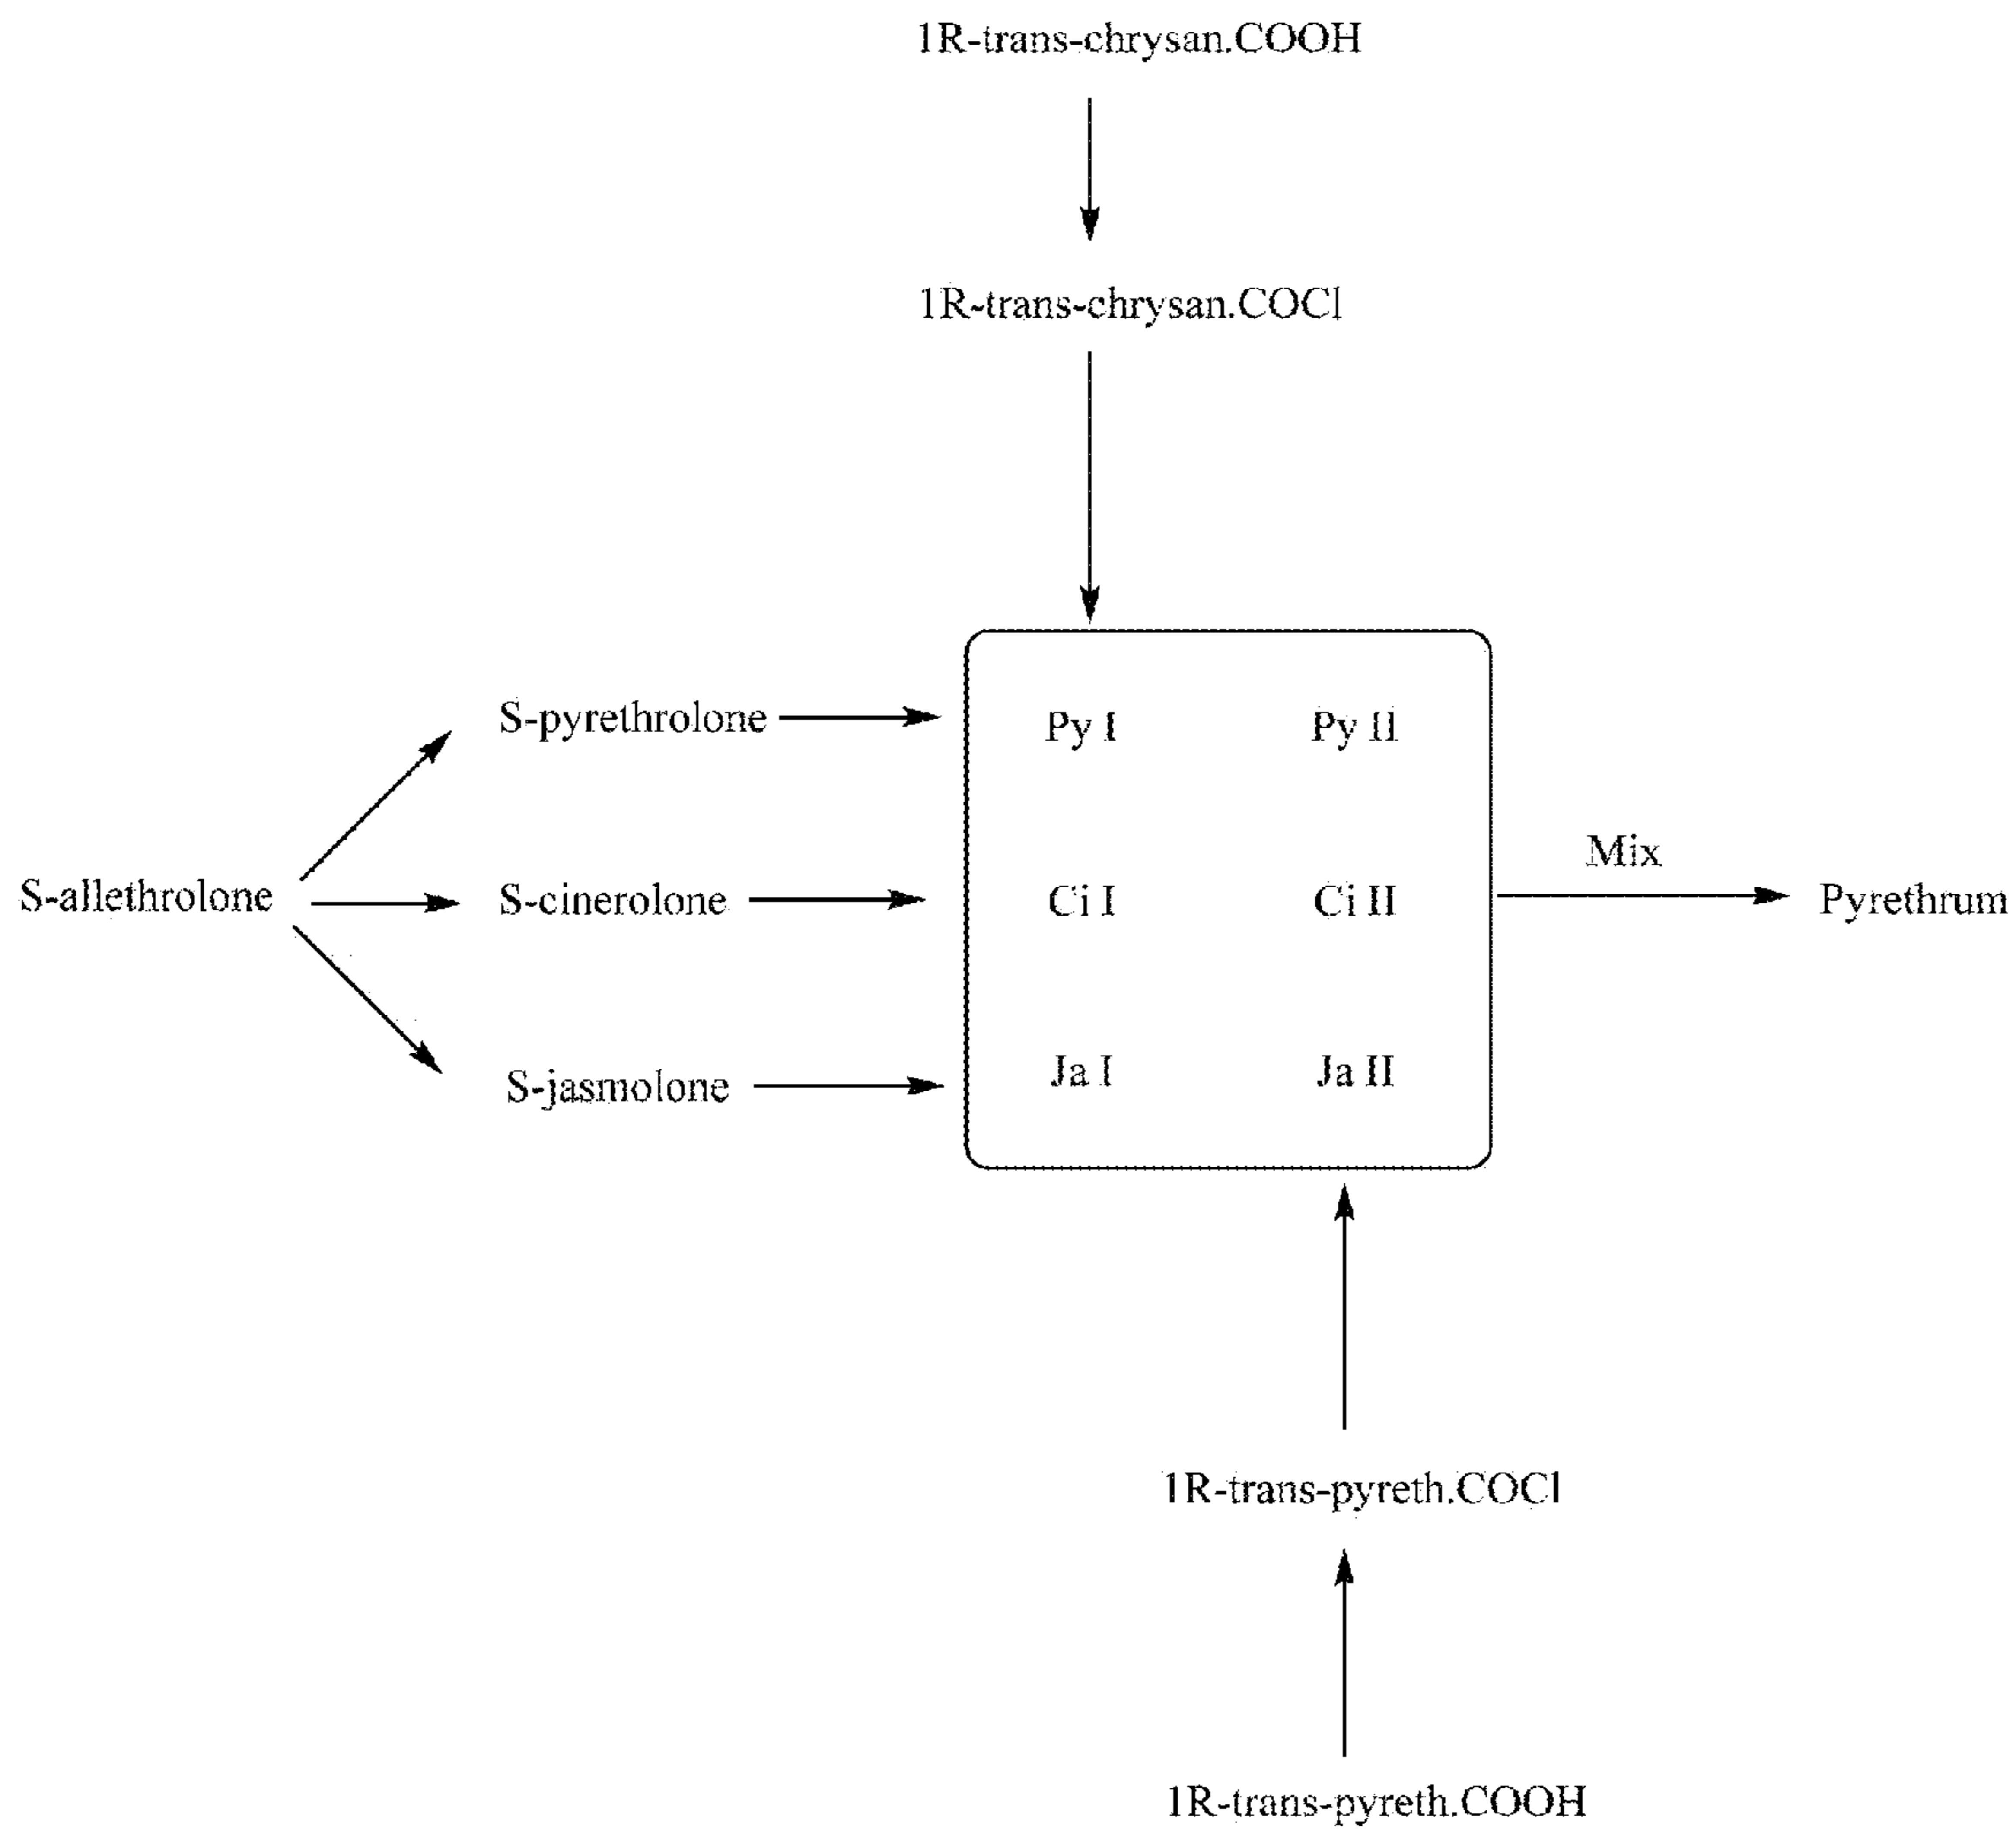 1R-trans-chrysan.COOH
1R-trans-chrysan.COCl
S-pyrethrolone
Py I
Py II
Mix
S-allethrolone
S-cinerolone
Ci I
Ci II
Pyrethrum
S-jasmolone
Ja I
Ja II
1R-trans-pyreth.COCl
1R-trans-pyreth.COOH